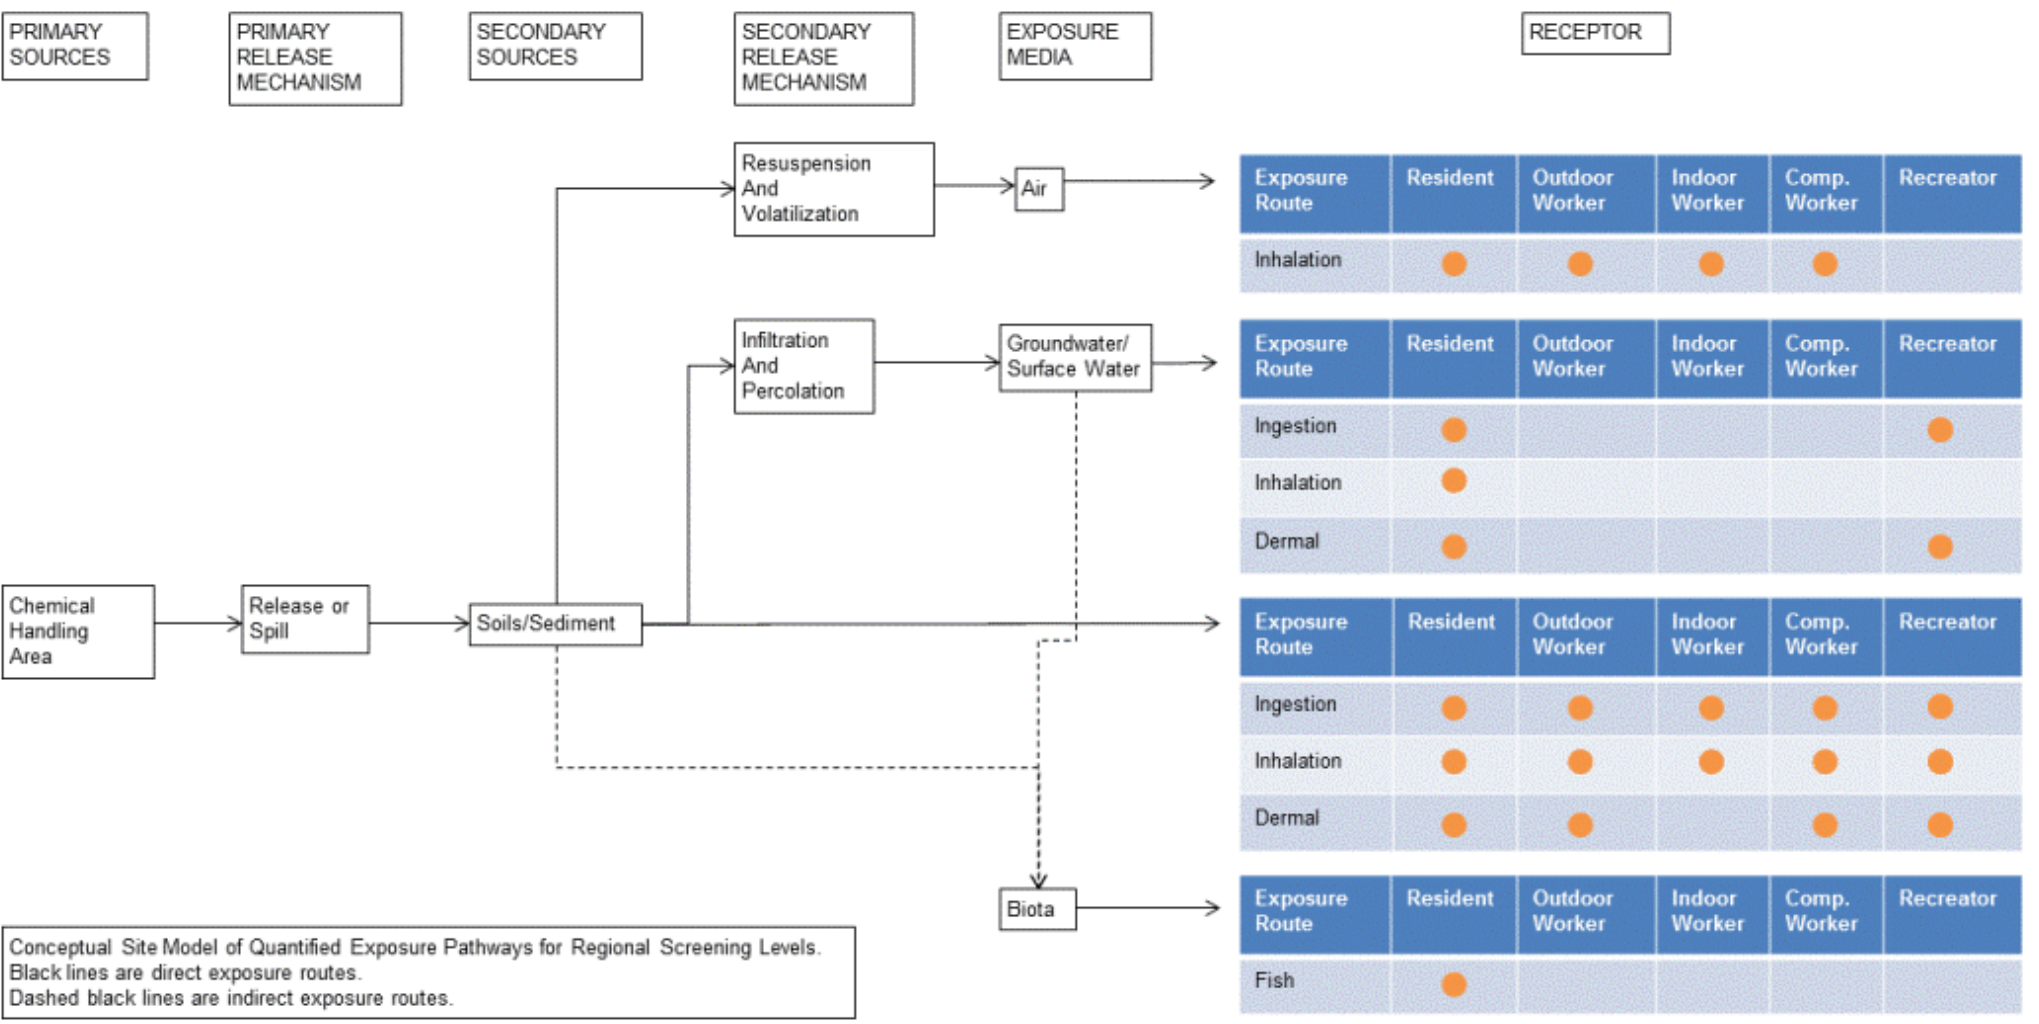 PRIMARY
SOURCES
PRIMARY
RELEASE
MECHANISM
SECONDARY
SOURCES
SECONDARY
RELEASE
MECHANISM
EXPOSURE
MEDIA
RECEPTOR
Resuspension
And
Volatilization
Air
Exposure
Route
Resident
Outdoor
Worker
Indoor
Worker
Comp.
Worker
Recreator
Inhalation
Infiltration
And
Percolation
Groundwater/
Surface Water
Exposure
Route
Resident
Outdoor
Worker
Indoor
Worker
Comp.
Worker
Recreator
Ingestion
Inhalation
Dermal
Chemical
Handling
Area
Release or
Spill
Soils/Sediment
Exposure
Route
Resident
Outdoor
Worker
Indoor
Worker
Comp.
Worker
Recreator
Ingestion
Inhalation
Dermal
Biota
Exposure
Route
Resident
Outdoor
Worker
Indoor
Worker
Comp.
Worker
Recreator
Fish
Conceptual Site Model of Quantified Exposure Pathways for Regional Screening Levels.
Black lines are direct exposure routes.
Dashed black lines are indirect exposure routes.